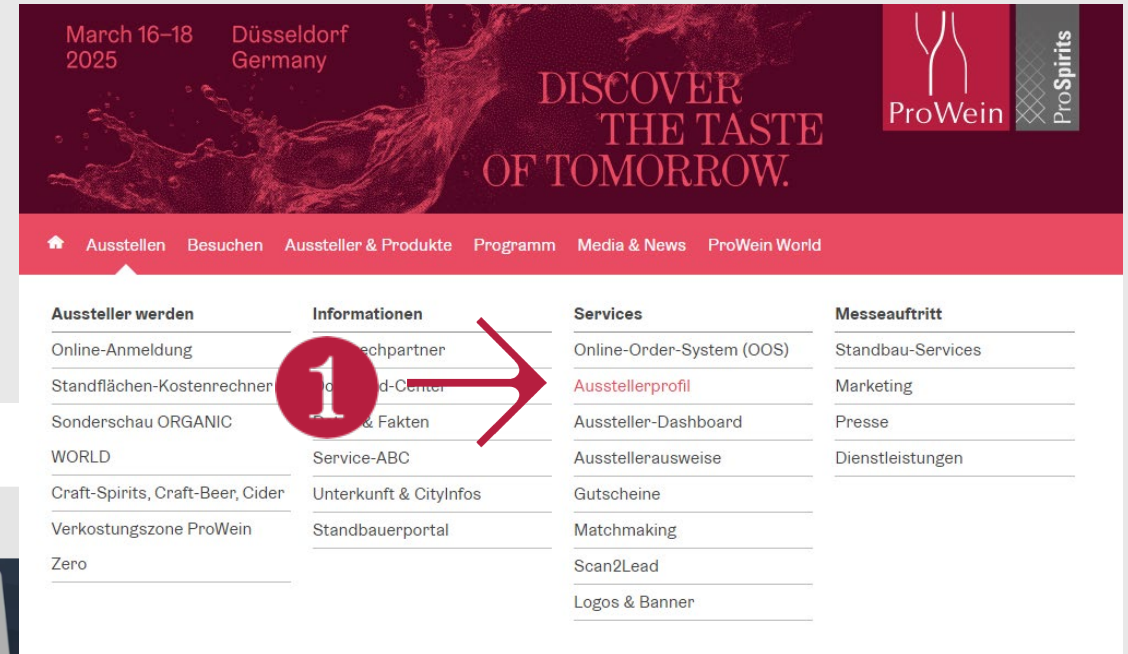 March 16–18
2025
Düsseldorf
Germany
DISCOVER
THE TASTE
OF TOMORROW.
ProWein
ProSpirits
Ausstellen Besuchen Aussteller & Produkte Programm Media & News ProWein World
Aussteller werden
Online-Anmeldung
Standflächen-Kostenrechner
Sonderschau ORGANIC
WORLD
Craft-Spirits, Craft-Beer, Cider
Verkostungszone ProWein
Zero
Informationen
1
& Fakten
Service-ABC
Unterkunft & CityInfos
Standbauerportal
Services
Online-Order-System (OOS)
Ausstellerprofil
Aussteller-Dashboard
Ausstellerausweise
Gutscheine
Matchmaking
Scan2Lead
Logos & Banner
Messeauftritt
Standbau-Services
Marketing
Presse
Dienstleistungen